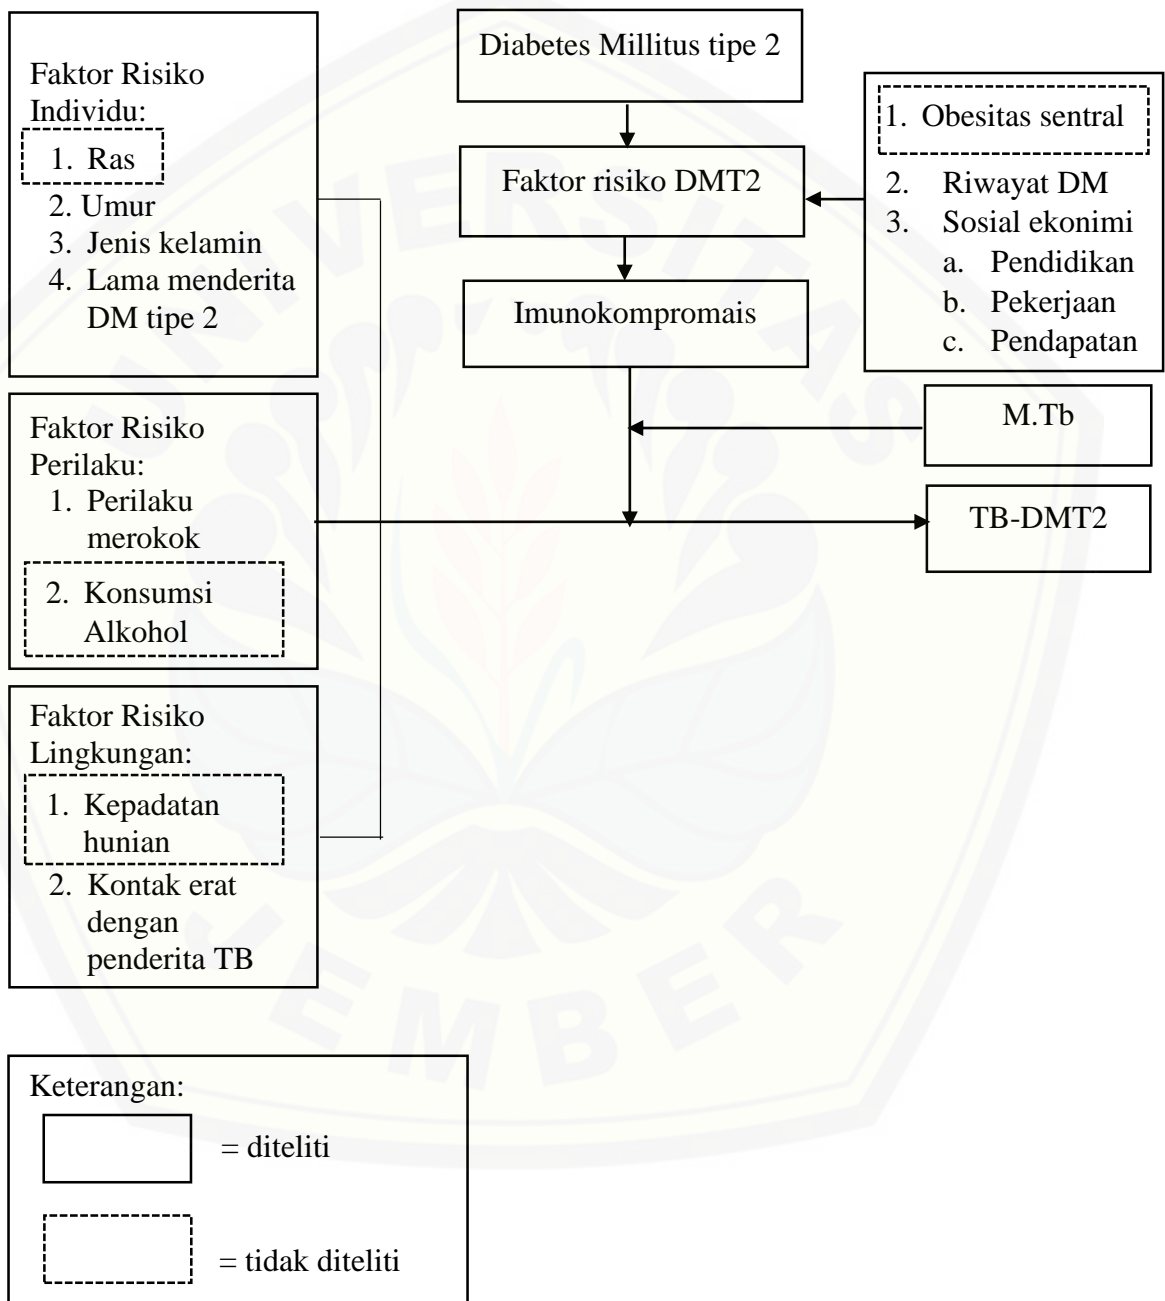 Faktor Risiko
Individu:
1. Ras
2. Umur
3. Jenis kelamin
4. Lama menderita
DM tipe 2
Faktor Risiko
Perilaku:
1. Perilaku
merokok
2. Konsumsi
Alkohol
Faktor Risiko
Lingkungan:
1. Kepadatan
hunian
2. Kontak erat
dengan
penderita TB
Diabetes Millitus tipe 2
Faktor risiko DMT2
Imunokompromais
1. Obesitas sentral
2. Riwayat DM
3. Sosial ekonimi
a. Pendidikan
b. Pekerjaan
c. Pendapatan
M.Tb
TB-DMT2
Keterangan:
= diteliti
= tidak diteliti
UNIVERSITAS
JEMBER